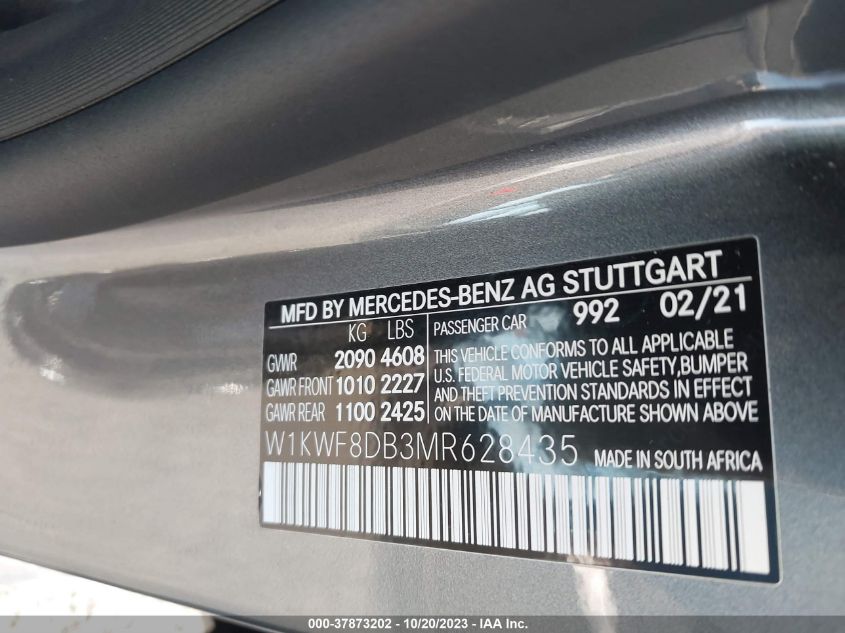 MFD BY MERCEDES-BENZ AG STUTTGART
KG LBS
GVWR 2090 4608
GAWR FRONT 1010 2227
GAWR REAR 1100 2425
PASSENGER CAR 992 02/21
THIS VEHICLE CONFORMS TO ALL APPLICABLE
U.S. FEDERAL MOTOR VEHICLE SAFETY,BUMPER
AND THEFT PREVENTION STANDARDS IN EFFECT
ON THE DATE OF MANUFACTURE SHOWN ABOVE
W1KWF8DB3MR628435 MADE IN SOUTH AFRICA
000-37873202 - 10/20/2023 - IAA Inc.